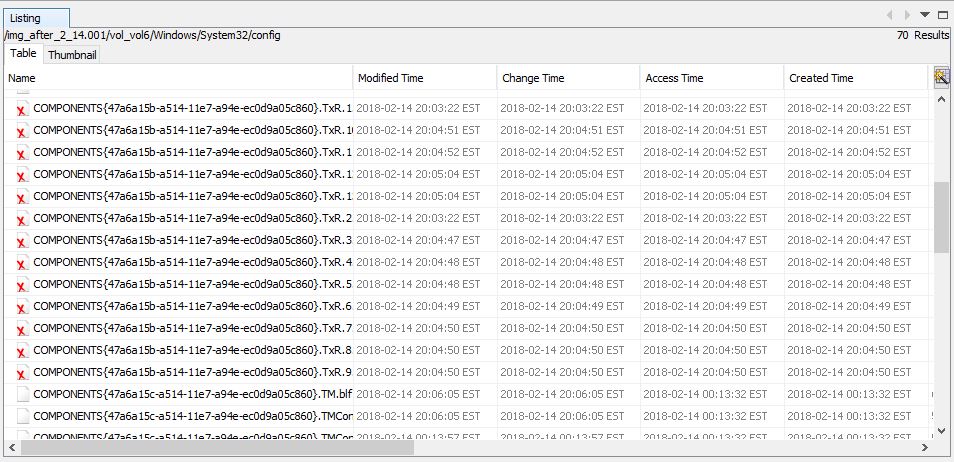 Listing
/img_after_2_14.001/vol_vol6/Windows/System32/config 70 Results
Table Thumbnail
Name Modified Time Change Time Access Time Created Time
COMPONENTS{47a6a15b-a514-11e7-a94e-ec0d9a05c860}.TxR.1 2018-02-14 20:03:22 EST 2018-02-14 20:03:22 EST 2018-02-14 20:03:22 EST 2018-02-14 20:03:22 EST
COMPONENTS{47a6a15b-a514-11e7-a94e-ec0d9a05c860}.TxR.1 2018-02-14 20:04:51 EST 2018-02-14 20:04:51 EST 2018-02-14 20:04:51 EST 2018-02-14 20:04:51 EST
COMPONENTS{47a6a15b-a514-11e7-a94e-ec0d9a05c860}.TxR.1 2018-02-14 20:04:52 EST 2018-02-14 20:04:52 EST 2018-02-14 20:04:52 EST 2018-02-14 20:04:52 EST
COMPONENTS{47a6a15b-a514-11e7-a94e-ec0d9a05c860}.TxR.1 2018-02-14 20:05:04 EST 2018-02-14 20:05:04 EST 2018-02-14 20:05:04 EST 2018-02-14 20:05:04 EST
COMPONENTS{47a6a15b-a514-11e7-a94e-ec0d9a05c860}.TxR.1 2018-02-14 20:05:04 EST 2018-02-14 20:05:04 EST 2018-02-14 20:05:04 EST 2018-02-14 20:05:04 EST
COMPONENTS{47a6a15b-a514-11e7-a94e-ec0d9a05c860}.TxR.2 2018-02-14 20:03:22 EST 2018-02-14 20:03:22 EST 2018-02-14 20:03:22 EST 2018-02-14 20:03:22 EST
COMPONENTS{47a6a15b-a514-11e7-a94e-ec0d9a05c860}.TxR.3 2018-02-14 20:04:47 EST 2018-02-14 20:04:47 EST 2018-02-14 20:04:47 EST 2018-02-14 20:04:47 EST
COMPONENTS{47a6a15b-a514-11e7-a94e-ec0d9a05c860}.TxR.4 2018-02-14 20:04:48 EST 2018-02-14 20:04:48 EST 2018-02-14 20:04:48 EST 2018-02-14 20:04:48 EST
COMPONENTS{47a6a15b-a514-11e7-a94e-ec0d9a05c860}.TxR.5 2018-02-14 20:04:48 EST 2018-02-14 20:04:48 EST 2018-02-14 20:04:48 EST 2018-02-14 20:04:48 EST
COMPONENTS{47a6a15b-a514-11e7-a94e-ec0d9a05c860}.TxR.6 2018-02-14 20:04:49 EST 2018-02-14 20:04:49 EST 2018-02-14 20:04:49 EST 2018-02-14 20:04:49 EST
COMPONENTS{47a6a15b-a514-11e7-a94e-ec0d9a05c860}.TxR.7 2018-02-14 20:04:50 EST 2018-02-14 20:04:50 EST 2018-02-14 20:04:50 EST 2018-02-14 20:04:50 EST
COMPONENTS{47a6a15b-a514-11e7-a94e-ec0d9a05c860}.TxR.8 2018-02-14 20:04:50 EST 2018-02-14 20:04:50 EST 2018-02-14 20:04:50 EST 2018-02-14 20:04:50 EST
COMPONENTS{47a6a15b-a514-11e7-a94e-ec0d9a05c860}.TxR.9 2018-02-14 20:04:50 EST 2018-02-14 20:04:50 EST 2018-02-14 20:04:50 EST 2018-02-14 20:04:50 EST
COMPONENTS{47a6a15c-a514-11e7-a94e-ec0d9a05c860}.TM.blf 2018-02-14 20:06:05 EST 2018-02-14 20:06:05 EST 2018-02-14 00:13:32 EST 2018-02-14 00:13:32 EST
COMPONENTS{47a6a15c-a514-11e7-a94e-ec0d9a05c860}.TMCon 2018-02-14 20:06:05 EST 2018-02-14 20:06:05 EST 2018-02-14 00:13:32 EST 2018-02-14 00:13:32 EST
COMPONENTS{47a6a15c-a514-11e7-a94e-ec0d9a05c860}.TMCon 2018-02-14 00:13:57 EST 2018-02-14 00:13:57 EST 2018-02-14 00:13:32 EST 2018-02-14 00:13:32 EST